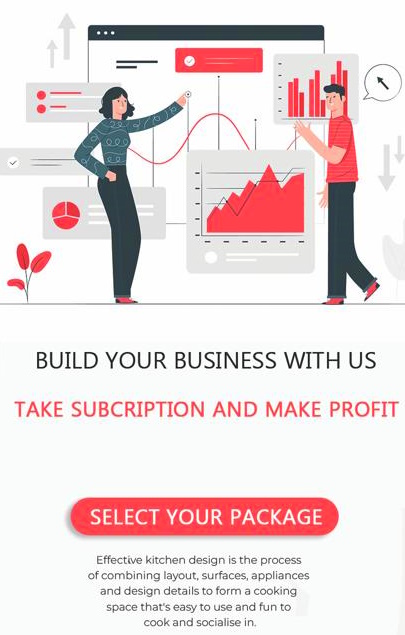 BUILD YOUR BUSINESS WITH US
TAKE SUBCRIPTION AND MAKE PROFIT
SELECT YOUR PACKAGE
Effective kitchen design is the process
of combining layout, surfaces, appliances
and design details to form a cooking
space that's easy to use and fun to
cook and socialise in.